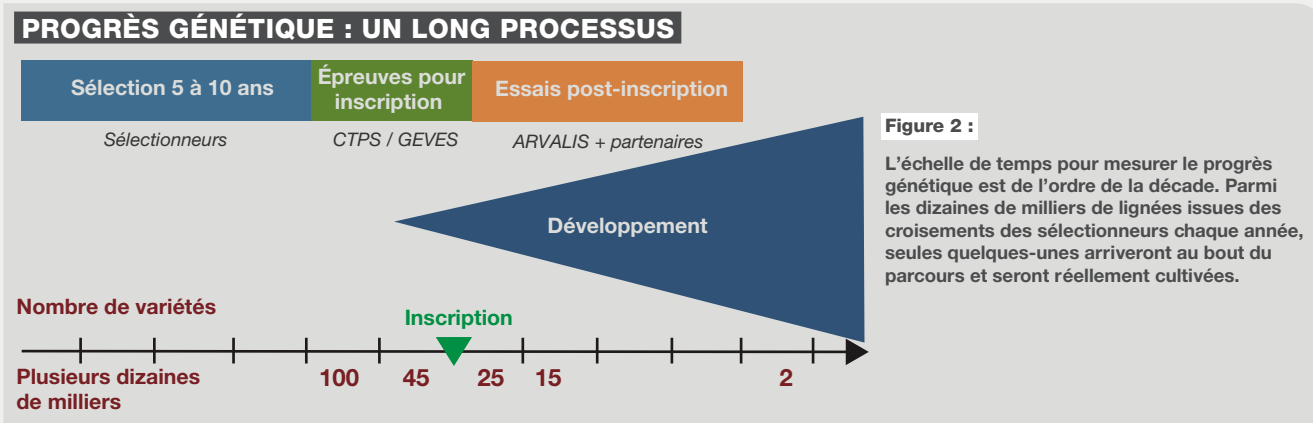 PROGRÈS GÉNÉTIQUE : UN LONG PROCESSUS
Sélection 5 à 10 ans
Épreuves pour
inscription
Essais post-inscription
Sélectionneurs
CTPS / GEVES
ARVALIS + partenaires
Développement
Nombre de variétés
Inscription
Plusieurs dizaines
de milliers
100 45 25 15 2
Figure 2 :
L'échelle de temps pour mesurer le progrès
génétique est de l'ordre de la décade. Parmi
les dizaines de milliers de lignées issues des
croisements des sélectionneurs chaque année,
seules quelques-unes arriveront au bout du
parcours et seront réellement cultivées.